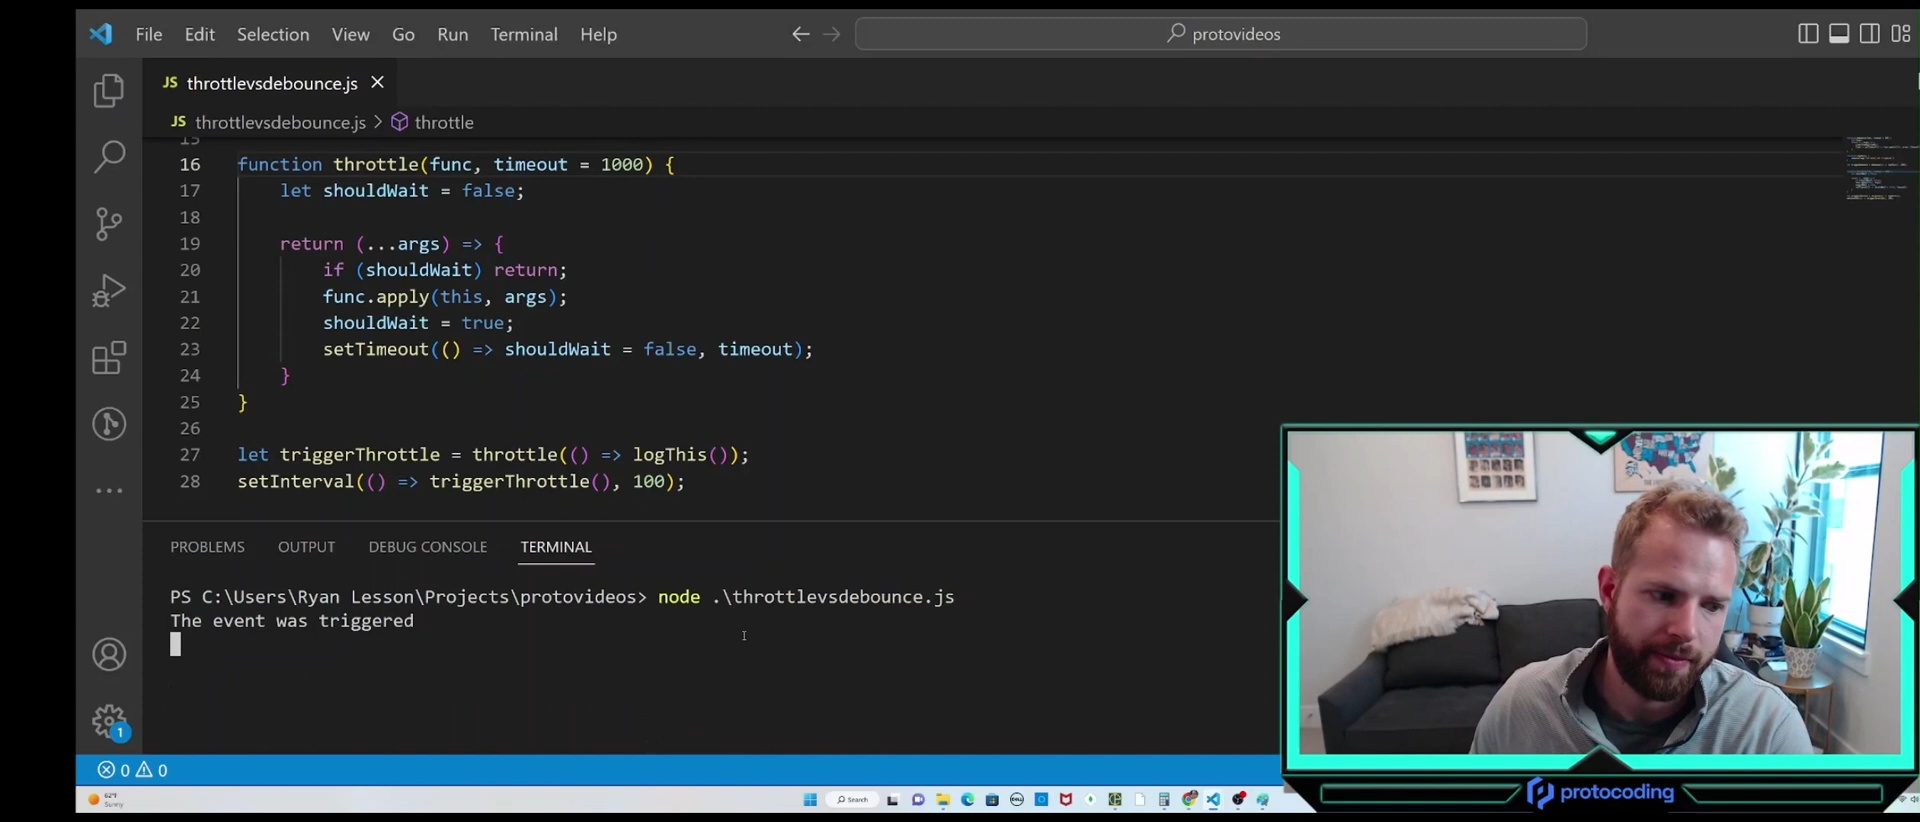 File Edit Selection View Go Run Terminal Help
protovideos
JS throttlevsdebounce.js
JS throttlevsdebounce.js > throttle
15
16 function throttle(func, timeout = 1000) {
17 let shouldWait = false;
18
19 return (...args) => {
20 if (shouldWait) return;
21 func.apply(this, args);
22 shouldWait = true;
23 setTimeout(() => shouldWait = false, timeout);
24 }
25 }
26
27 let triggerThrottle = throttle(() => logThis());
28 setInterval(() => triggerThrottle(), 100);
PROBLEMS OUTPUT DEBUG CONSOLE TERMINAL
PS C:\Users\Ryan Lesson\Projects\protovideos> node .\throttlevsdebounce.js
The event was triggered
1
0 0
62°F
Sunny
Search
protocoding